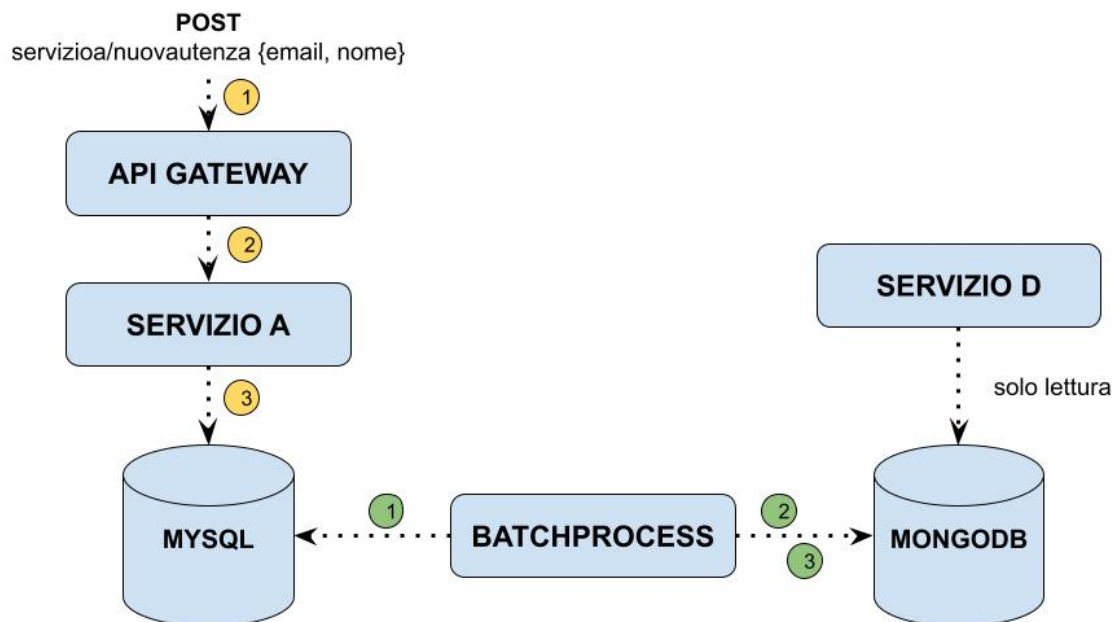 POST
servizioa/nuovautenza {email, nome}
1
API GATEWAY
2
SERVIZIO A
3
MYSQL
1
BATCHPROCESS
2
3
SERVIZIO D
solo lettura
MONGODB